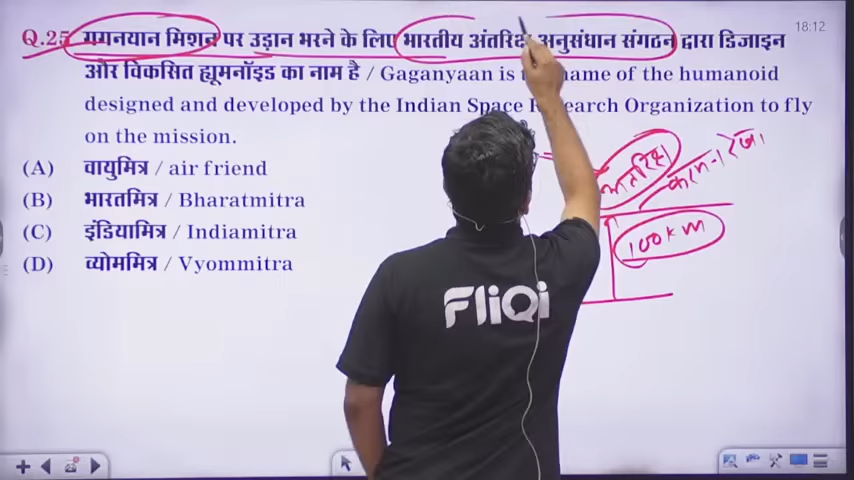 18:12
Q.25 गगनयान मिशन पर उड़ान भरने के लिए भारतीय अंतरिक्ष अनुसंधान संगठन द्वारा डिजाइन
और विकसित ह्यूमनॉइड का नाम है / Gaganyaan is name of the humanoid
designed and developed by the Indian Space Research Organization to fly
on the mission.
(A) वायुमित्र / air friend
(B) भारतमित्र / Bharatmitra
(C) इंडियामित्र / Indiamitra
(D) व्योममित्र / Vyommitra
अन्तरिक्ष
100 km
FliQi